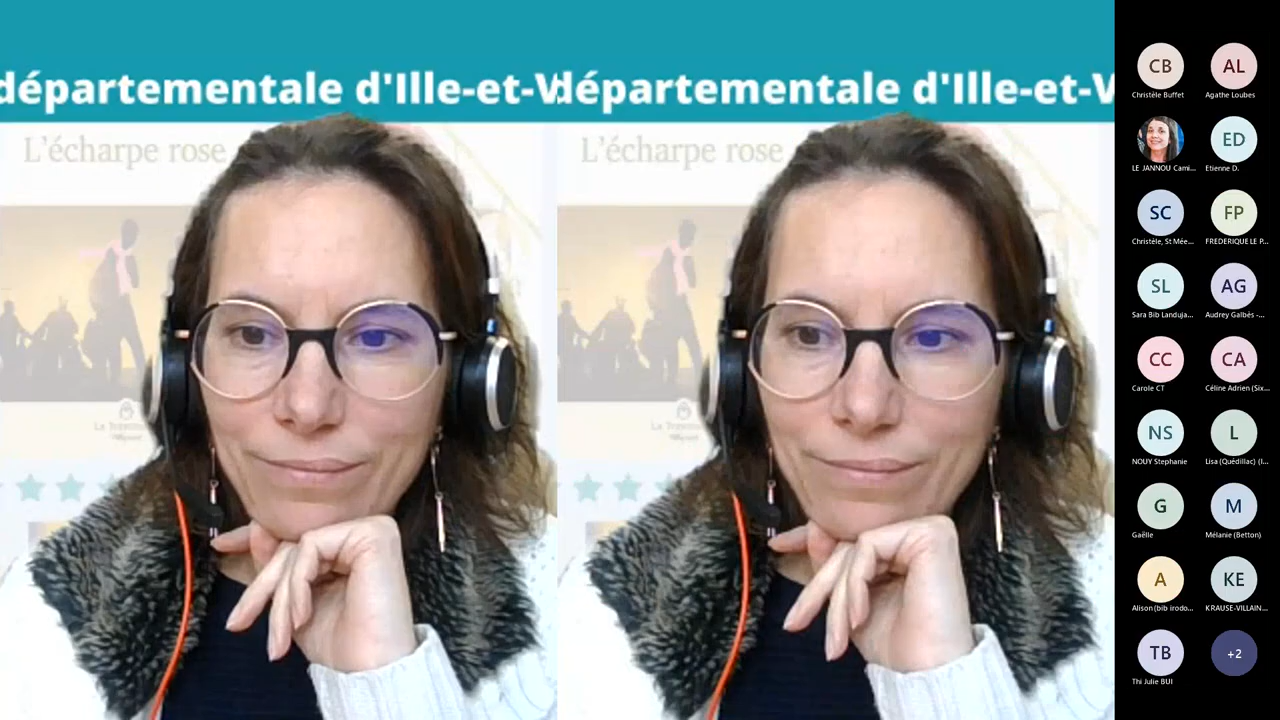 départementale d'Ille-et-V
départementale d'Ille-et-V
L'écharpe rose
L'écharpe rose
CB
AL
Christèle Buffet
Agathe Loubes
LE JANNOU Cami...
ED
Etienne D.
SC
FP
Christèle, St Mée...
FREDERIQUE LE P...
SL
AG
Sara Bib Landuja...
Audrey Galbès -...
CC
CA
Carole CT
Céline Adrien (Six...
NS
L
NOUY Stephanie
Lisa (Quédillac) (I...
G
M
Gaëlle
Mélanie (Betton)
A
KE
Alison (bib irodo...
KRAUSE-VILLAIN...
TB
+2
Thi Julie BUI